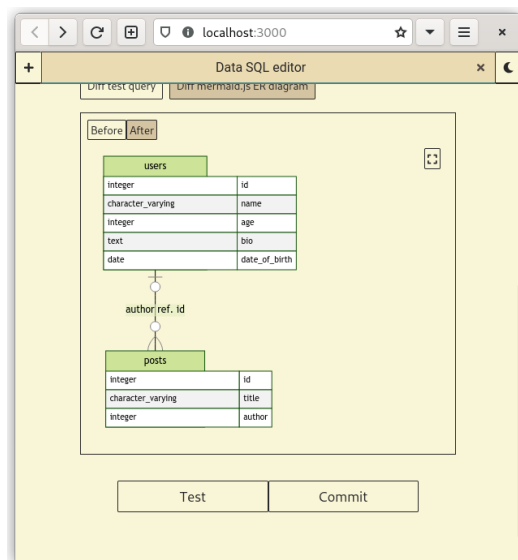 localhost:3000
+ Data SQL editor ×
Diff test query Diff mermaid.js ER diagram
Before After
users
integer id
character_varying name
integer age
text bio
date date_of_birth
author ref. id
posts
integer id
character_varying title
integer author
Test Commit